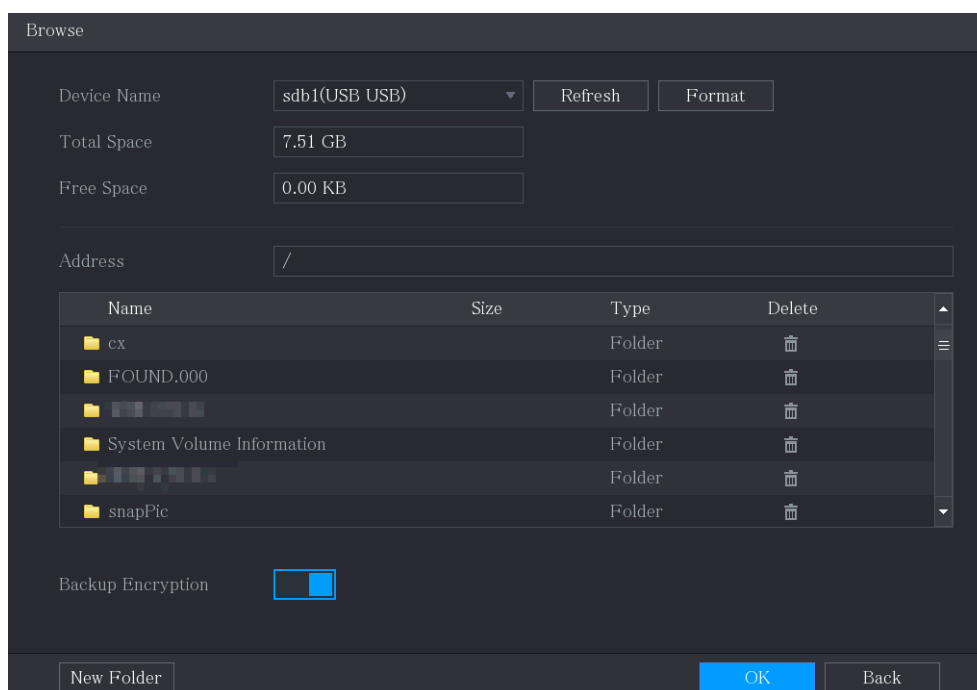 Browse
Device Name sdb1(USB USB) Refresh Format
Total Space 7.51 GB
Free Space 0.00 KB
Address /
Name Size Type Delete
cx Folder
FOUND.000 Folder
Folder
System Volume Information Folder
Folder
snapPic Folder
Backup Encryption
New Folder OK Back